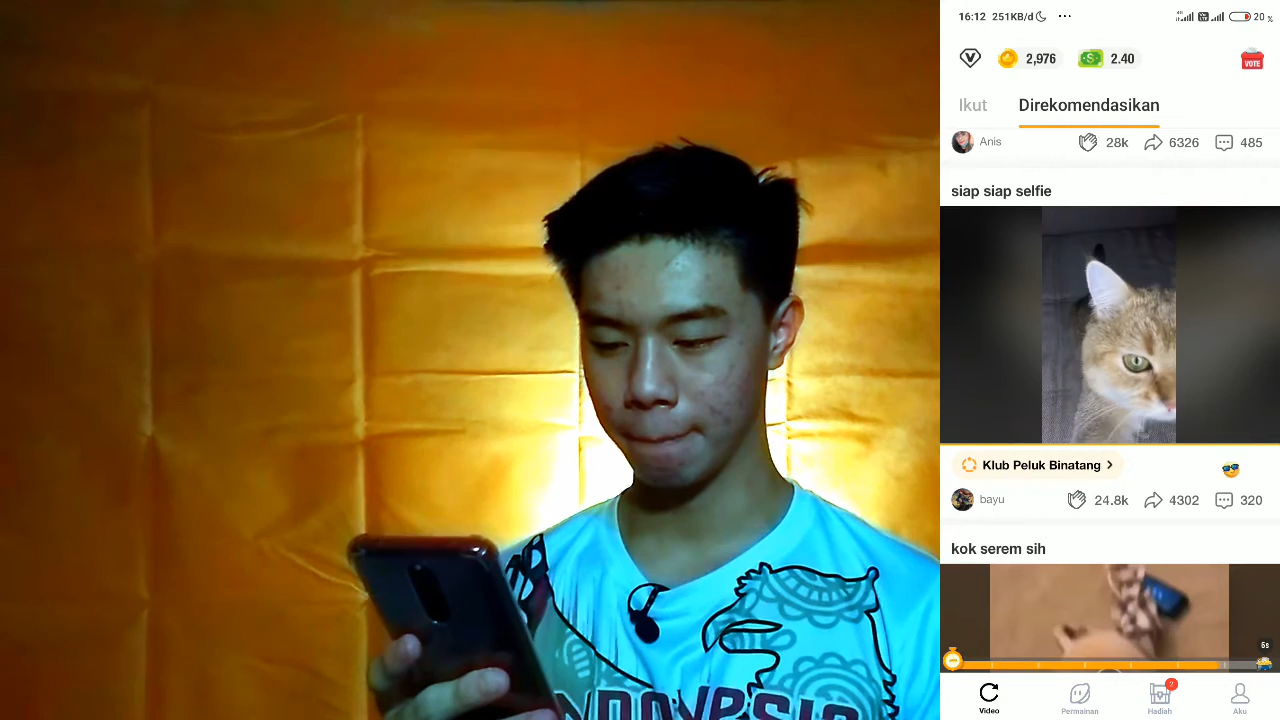 16:12 251KB/d ... 20 %
2,976 2.40 VOTE
Ikut Direkomendasikan
Anis 28k 6326 485
siap siap selfie
Klub Peluk Binatang >
bayu 24.8k 4302 320
kok serem sih
6s
Video Permainan Hadiah Aku
INDONESIA